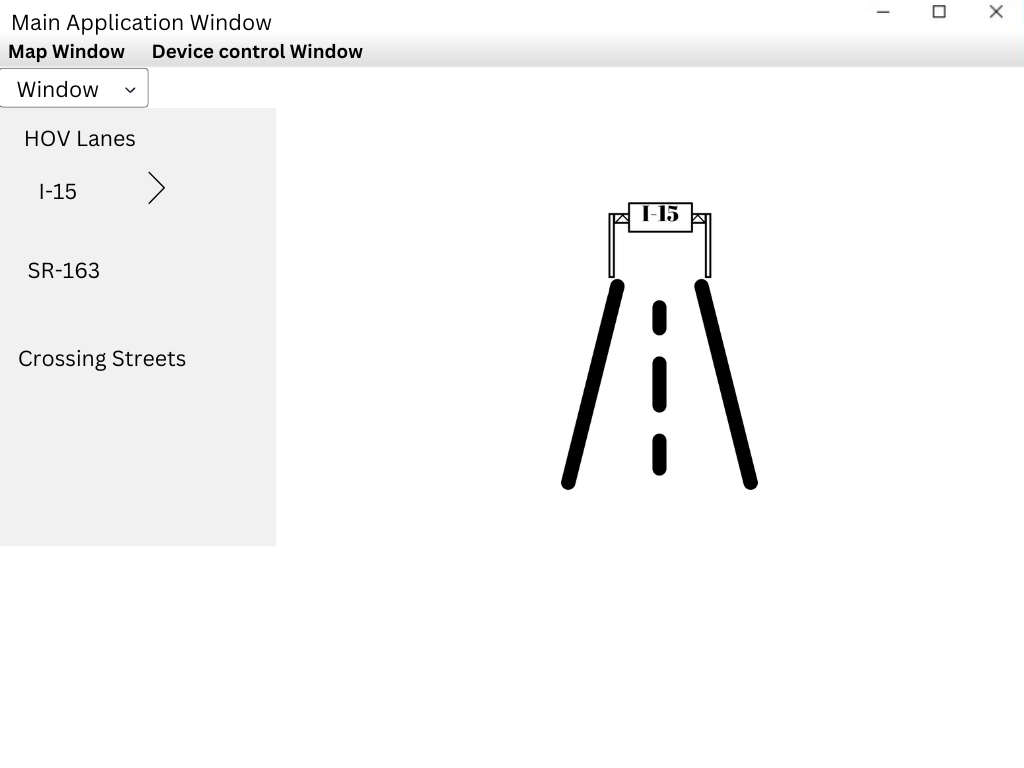 Main Application Window
Map Window Device control Window
Window
HOV Lanes
I-15
SR-163
Crossing Streets
I-15